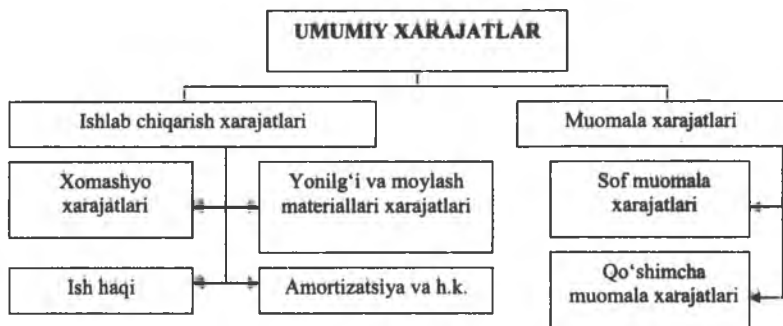 UMUMIY XARAJATLAR
Ishlab chiqarish xarajatlari
Muomala xarajatlari
Xomashyo
xarajatlari
Yonilg‘i va moylash
materiallari xarajatlari
Sof muomala
xarajatlari
Ish haqi
Amortizatsiya va h.k.
Qo‘shimcha
muomala xarajatlari